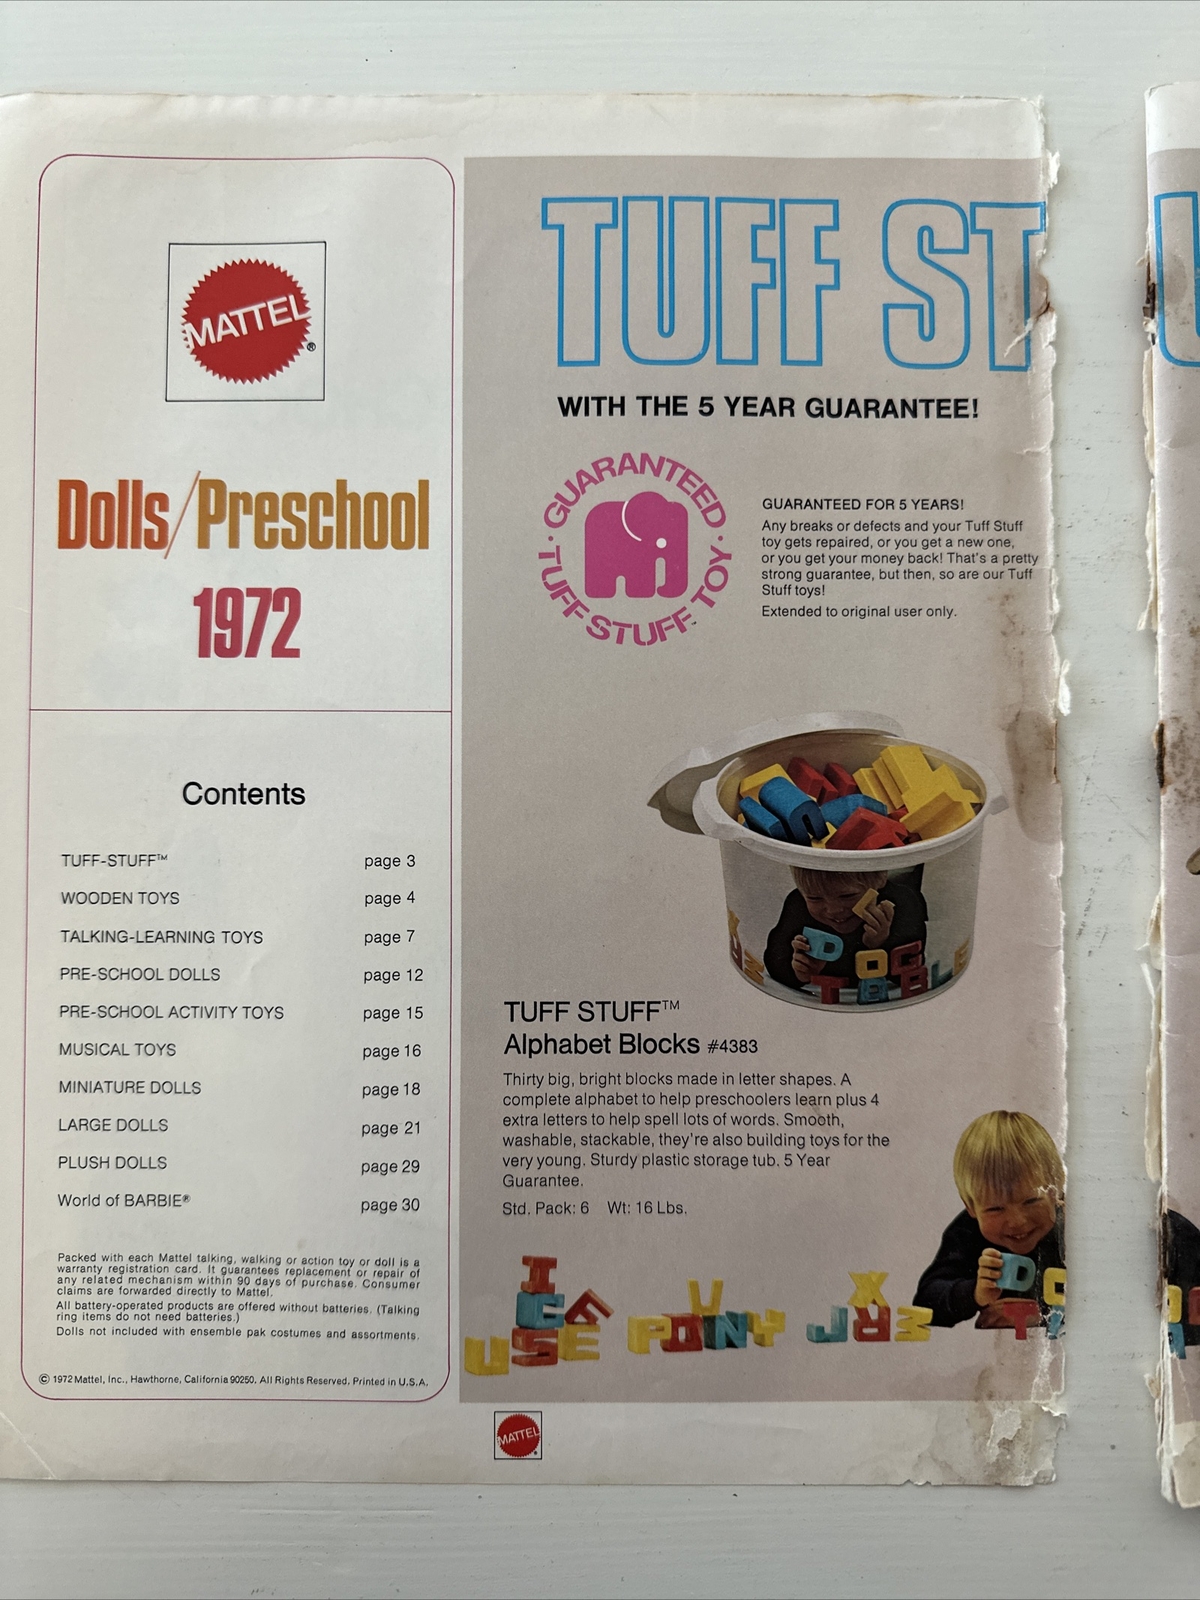 MATTEL
®
Dolls/Preschool
1972
Contents
TUFF-STUFF™ page 3
WOODEN TOYS page 4
TALKING-LEARNING TOYS page 7
PRE-SCHOOL DOLLS page 12
PRE-SCHOOL ACTIVITY TOYS page 15
MUSICAL TOYS page 16
MINIATURE DOLLS page 18
LARGE DOLLS page 21
PLUSH DOLLS page 29
World of BARBIE® page 30
Packed with each Mattel talking, walking or action toy or doll is a
warranty registration card. It guarantees replacement or repair of
any related mechanism within 90 days of purchase. Consumer
claims are forwarded directly to Mattel.
All battery-operated products are offered without batteries. (Talking
ring items do not need batteries.)
Dolls not included with ensemble pak costumes and assortments.
© 1972 Mattel, Inc., Hawthorne, California 90250. All Rights Reserved. Printed in U.S.A.
TUFF ST
WITH THE 5 YEAR GUARANTEE!
GUARANTEED
TUFF STUFF™ TOY
GUARANTEED FOR 5 YEARS!
Any breaks or defects and your Tuff Stuff
toy gets repaired, or you get a new one,
or you get your money back! That's a pretty
strong guarantee, but then, so are our Tuff
Stuff toys!
Extended to original user only.
D OG
T A B L E
TUFF STUFF™
Alphabet Blocks #4383
Thirty big, bright blocks made in letter shapes. A
complete alphabet to help preschoolers learn plus 4
extra letters to help spell lots of words. Smooth,
washable, stackable, they're also building toys for the
very young. Sturdy plastic storage tub. 5 Year
Guarantee.
Std. Pack: 6 Wt: 16 Lbs.
I
USE
PONY
D
T
MATTEL